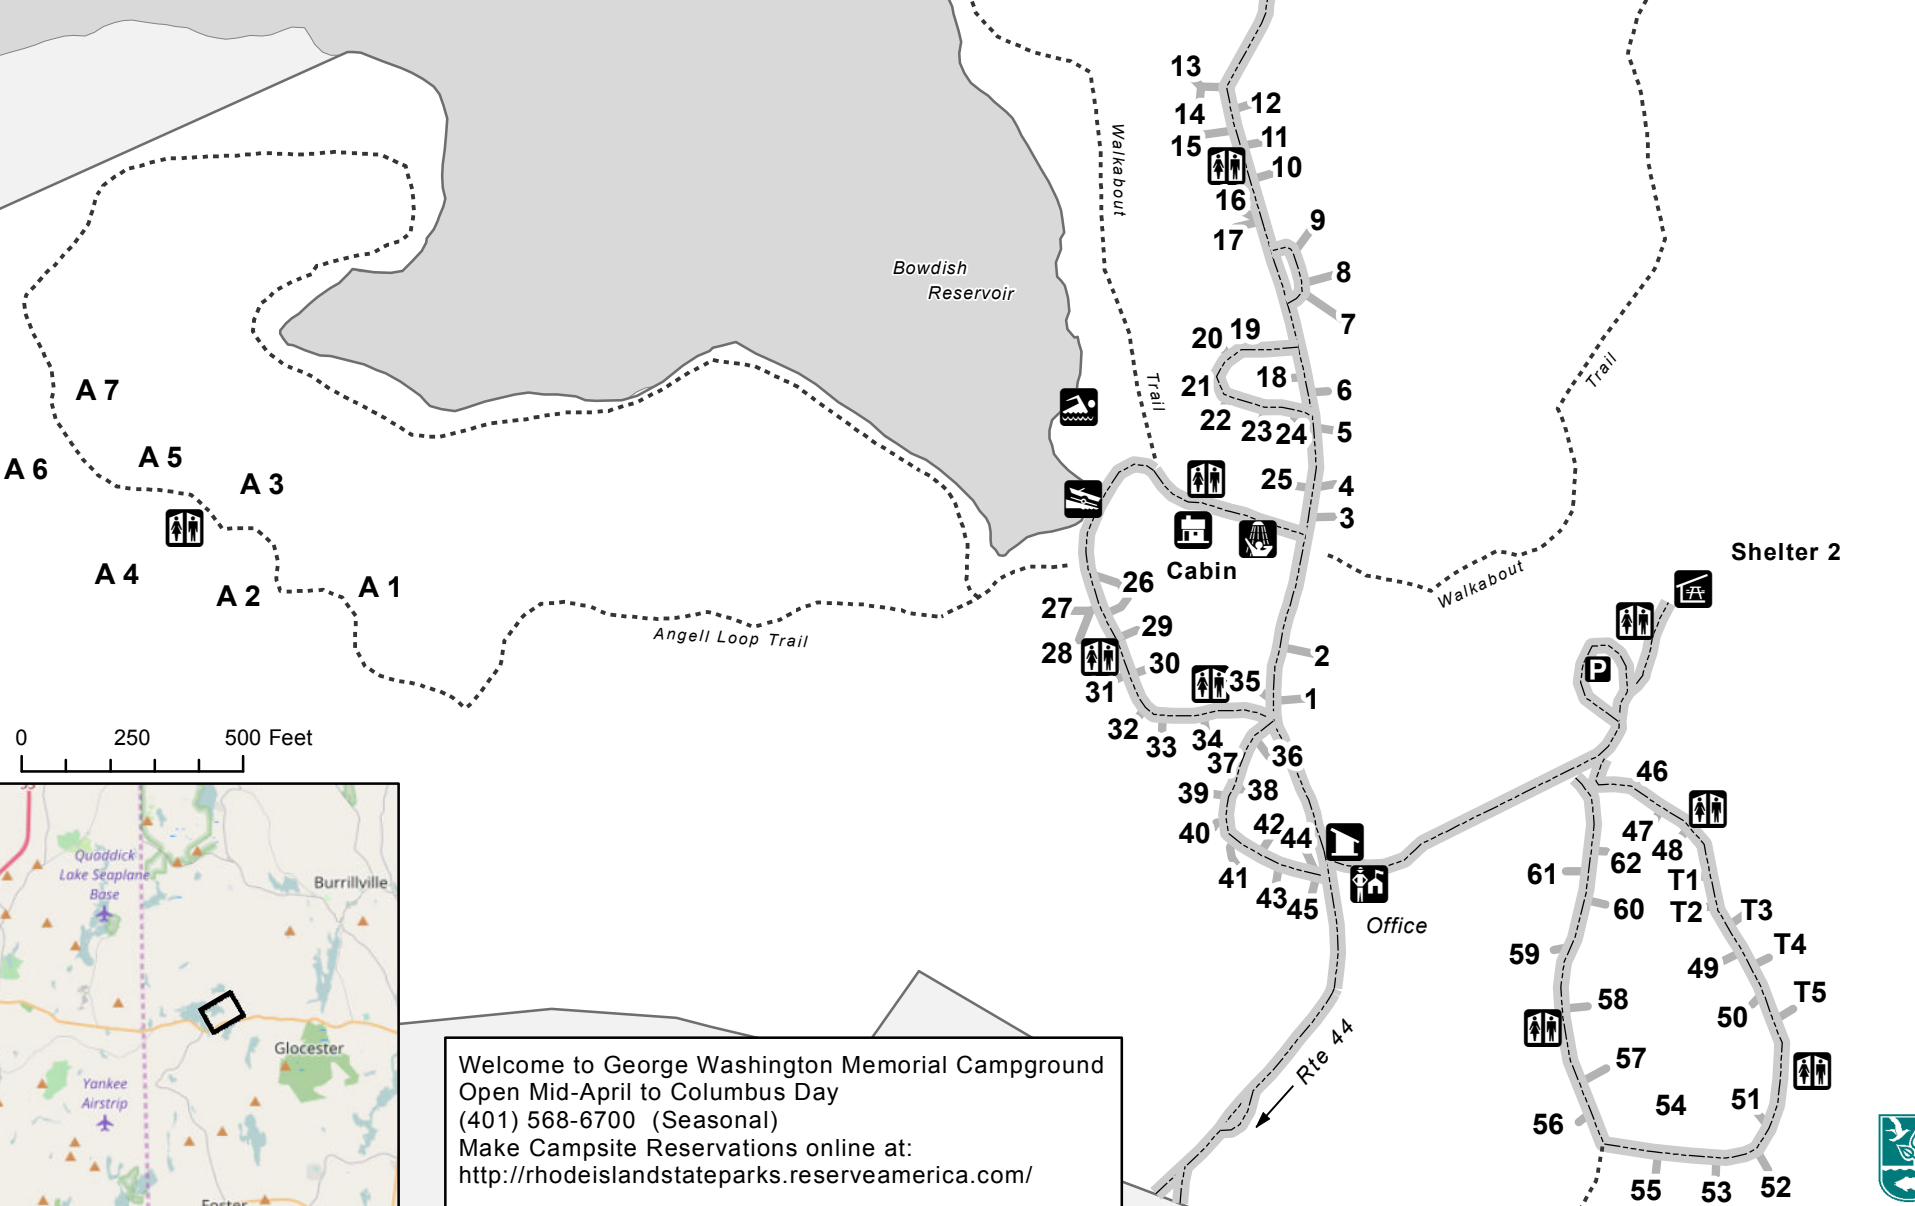 13
14
15
12
11
10
16
17
9
8
7
Walkabout
Trail
Bowdish
Reservoir
20
19
18
21
22
23
24
6
5
25
4
3
Trail
Walkabout
Cabin
Shelter 2
A 7
A 5
A 6
A 3
A 4
A 2
A 1
Angell Loop Trail
26
27
28
29
30
31
32
33
34
35
2
1
P
36
37
38
39
40
41
42
43
44
45
Office
46
47
48
T1
T2
T3
T4
T5
49
50
51
52
53
54
55
56
57
58
59
60
61
62
Rte 44
0 250 500 Feet
Quaddick
Lake Seaplane
Base
Burrillville
Glocester
Yankee
Airstrip
Foster
Welcome to George Washington Memorial Campground
Open Mid-April to Columbus Day
(401) 568-6700 (Seasonal)
Make Campsite Reservations online at:
http://rhodeislandstateparks.reserveamerica.com/